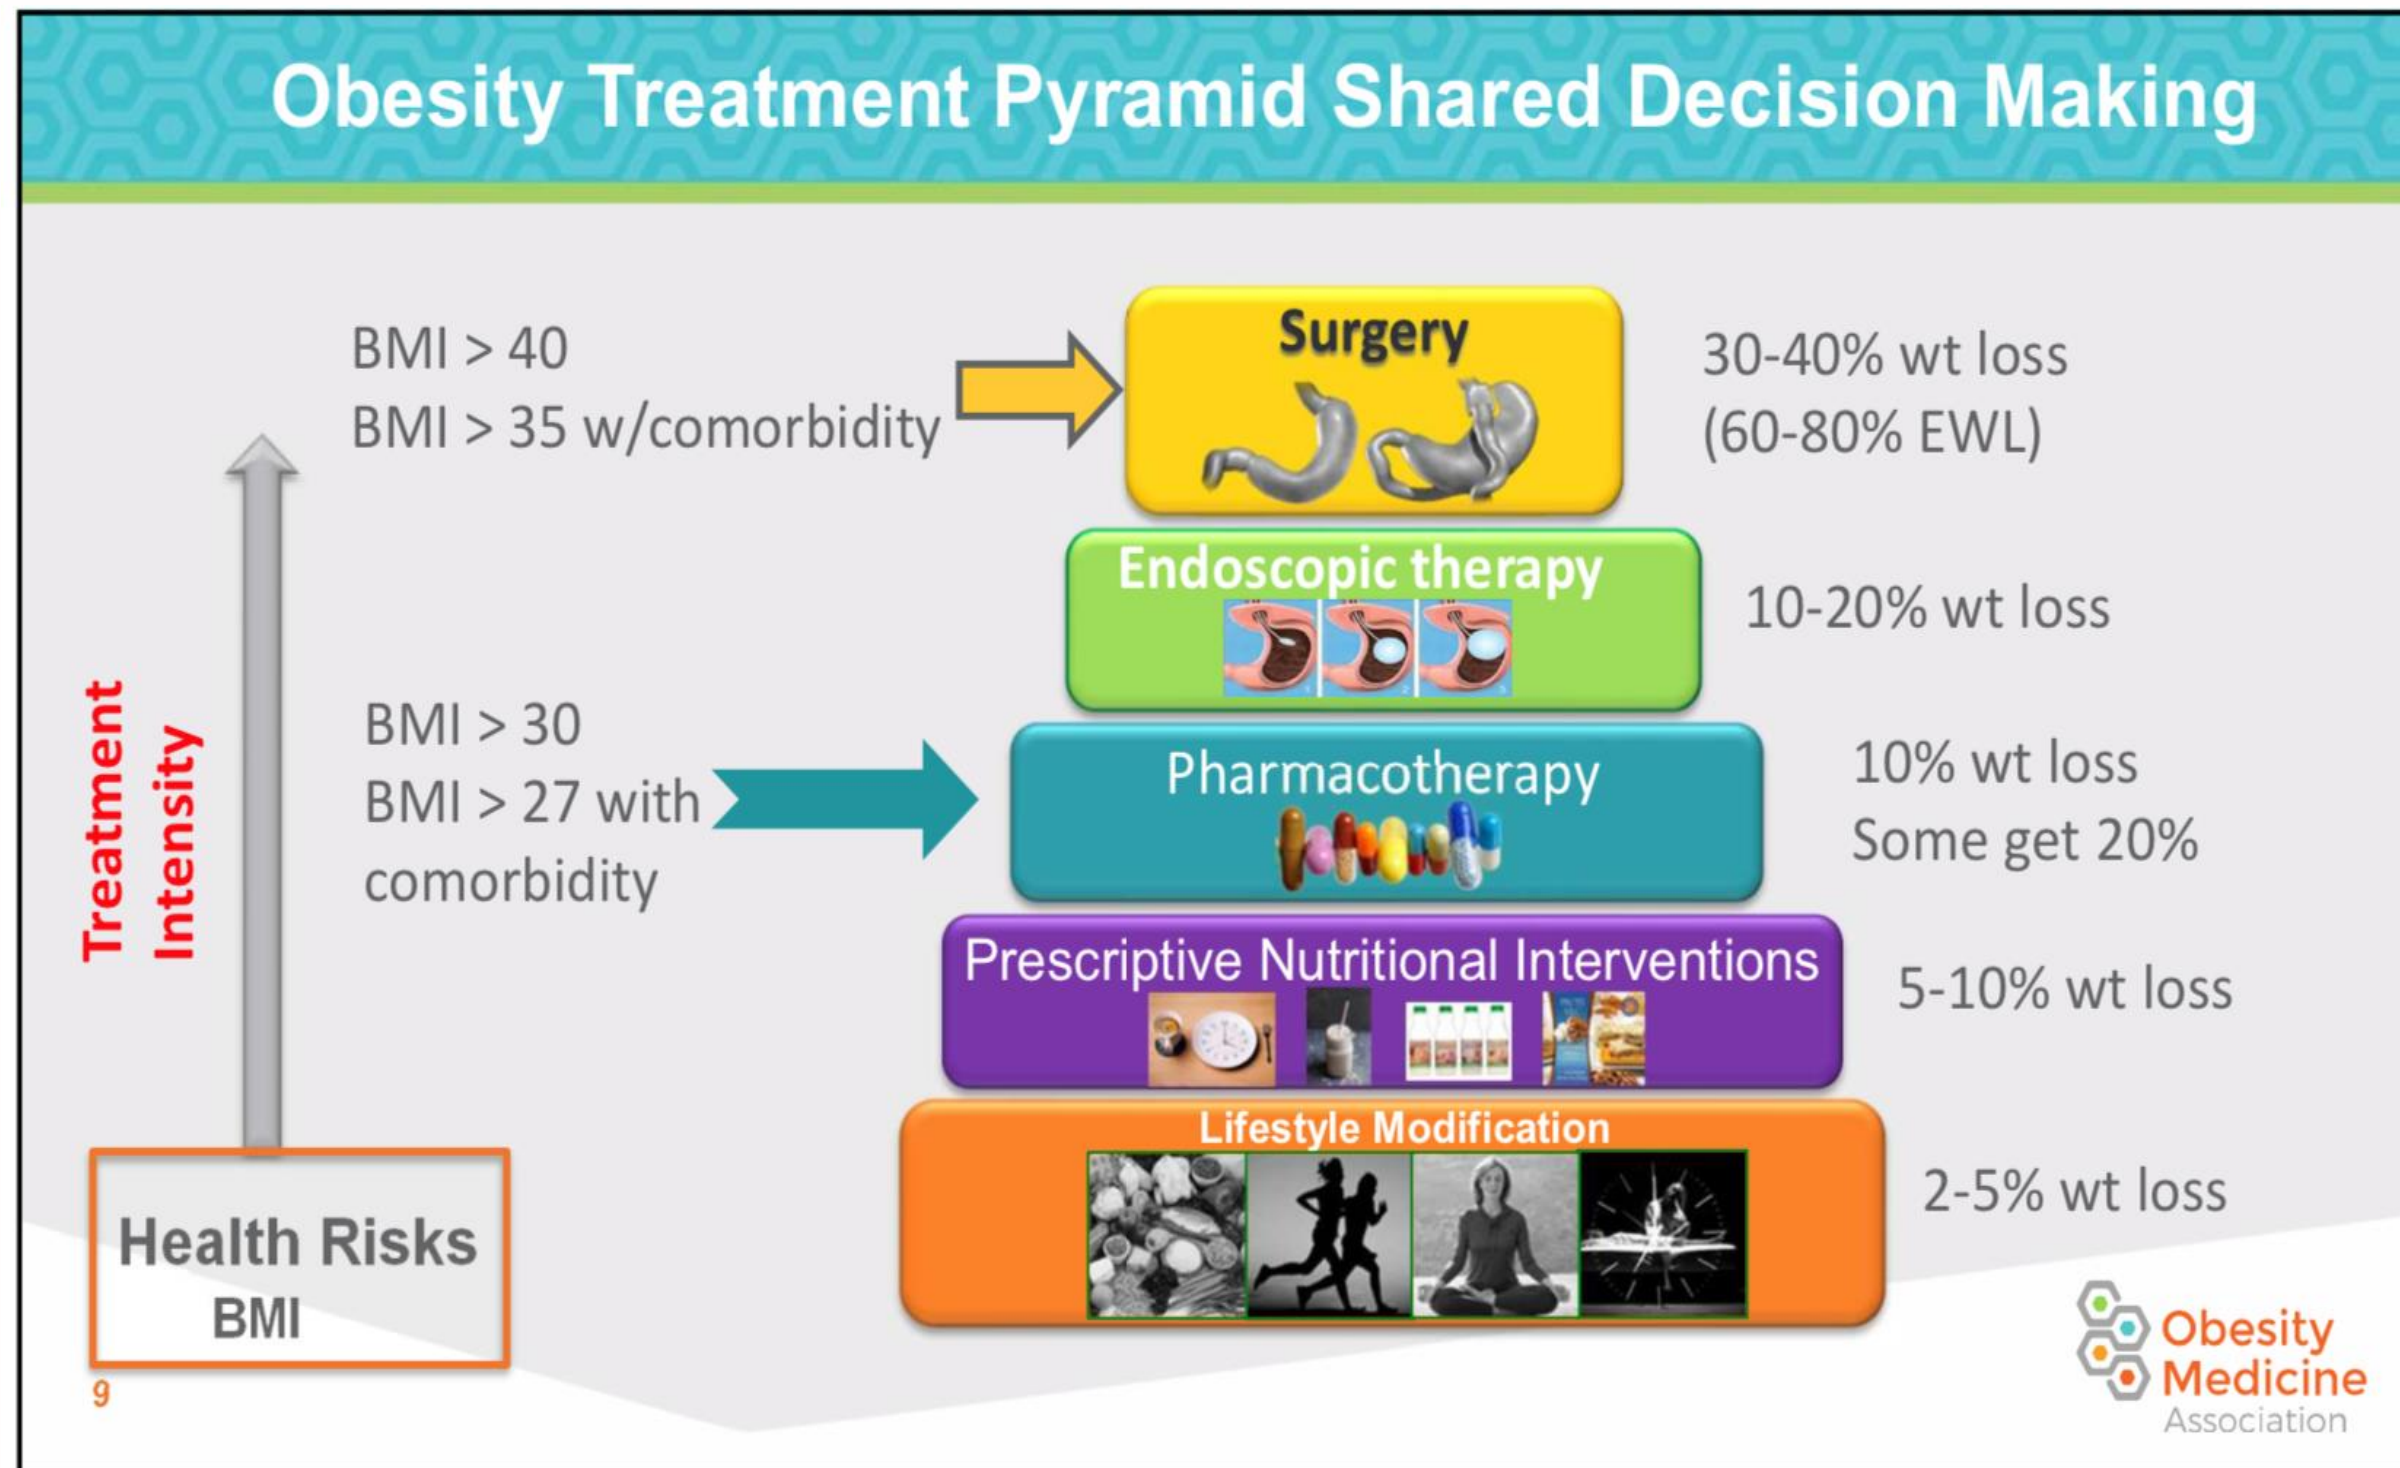 Obesity Treatment Pyramid Shared Decision Making
BMI > 40
BMI > 35 w/comorbidity
Surgery
30-40% wt loss
(60-80% EWL)
Endoscopic therapy
1
2
3
10-20% wt loss
Treatment
Intensity
BMI > 30
BMI > 27 with
comorbidity
Pharmacotherapy
10% wt loss
Some get 20%
Prescriptive Nutritional Interventions
5-10% wt loss
Lifestyle Modification
2-5% wt loss
Health Risks
BMI
9
Obesity
Medicine
Association